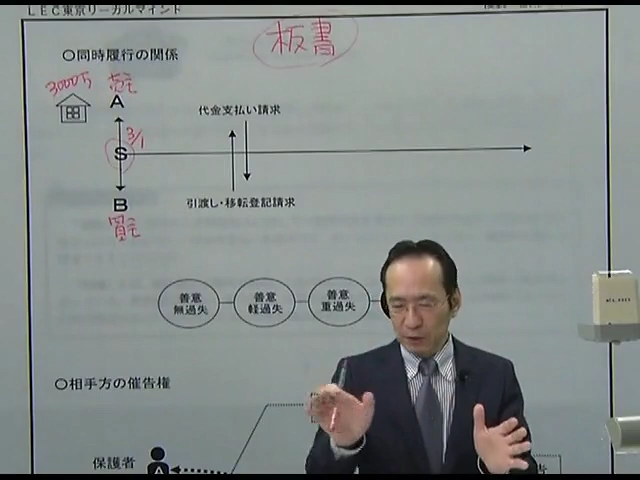 LEC東京リーガルマインド
板書
○同時履行の関係
3000万
売主
A
代金支払い請求
3/1
S
B
引渡し・移転登記請求
買主
善意
無過失
善意
軽過失
善意
重過失
○相手方の催告権
保護者